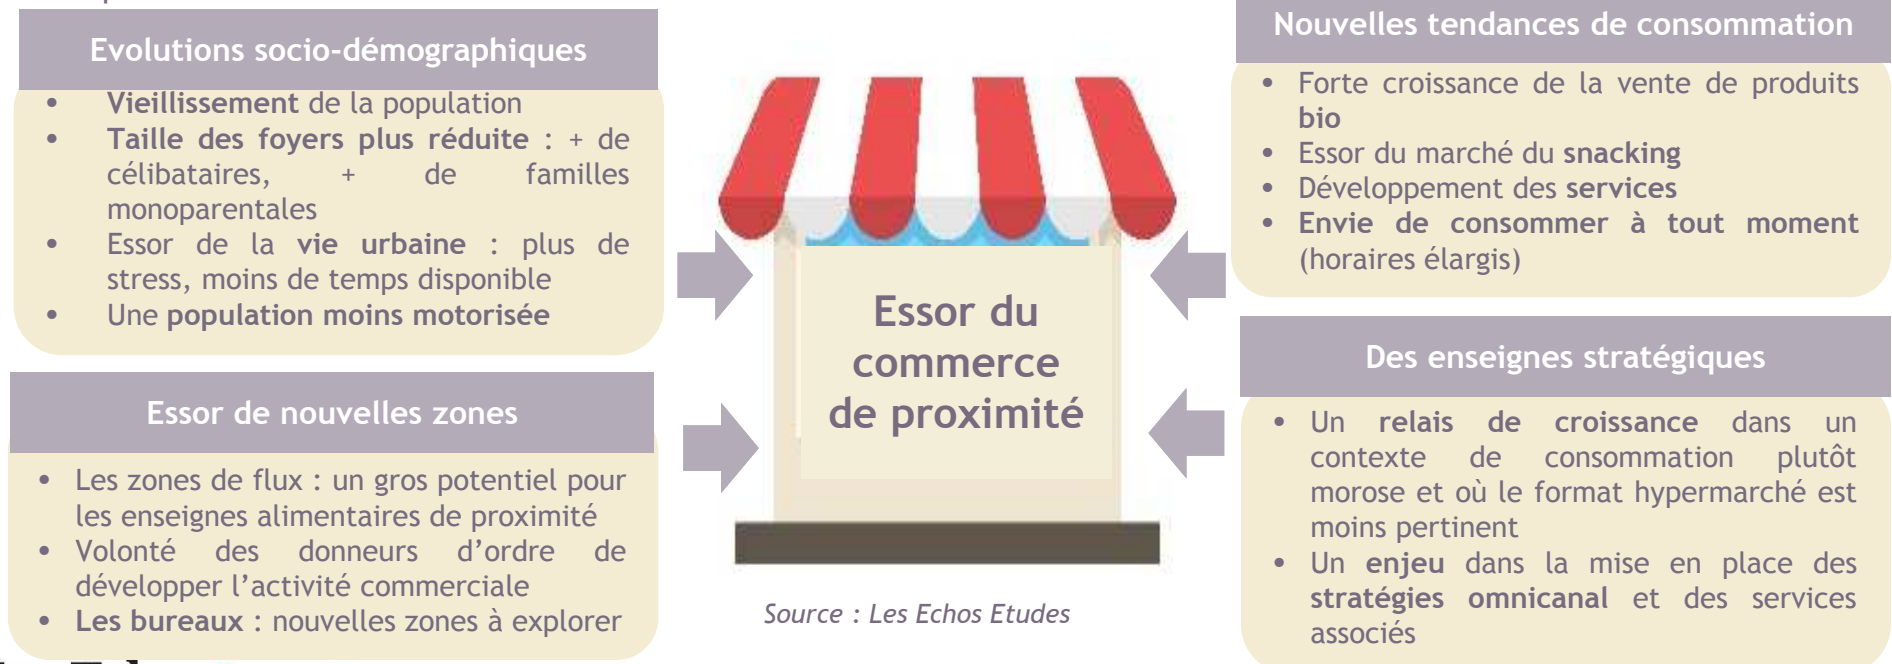 Evolutions socio-démographiques
• Vieillissement de la population
• Taille des foyers plus réduite : + de
célibataires, + de familles
monoparentales
• Essor de la vie urbaine : plus de
stress, moins de temps disponible
• Une population moins motorisée
Essor de nouvelles zones
• Les zones de flux : un gros potentiel pour
les enseignes alimentaires de proximité
• Volonté des donneurs d’ordre de
développer l’activité commerciale
• Les bureaux : nouvelles zones à explorer
Essor du
commerce
de proximité
Source : Les Echos Etudes
Nouvelles tendances de consommation
• Forte croissance de la vente de produits
bio
• Essor du marché du snacking
• Développement des services
• Envie de consommer à tout moment
(horaires élargis)
Des enseignes stratégiques
• Un relais de croissance dans un
contexte de consommation plutôt
morose et où le format hypermarché est
moins pertinent
• Un enjeu dans la mise en place des
stratégies omnicanal et des services
associés